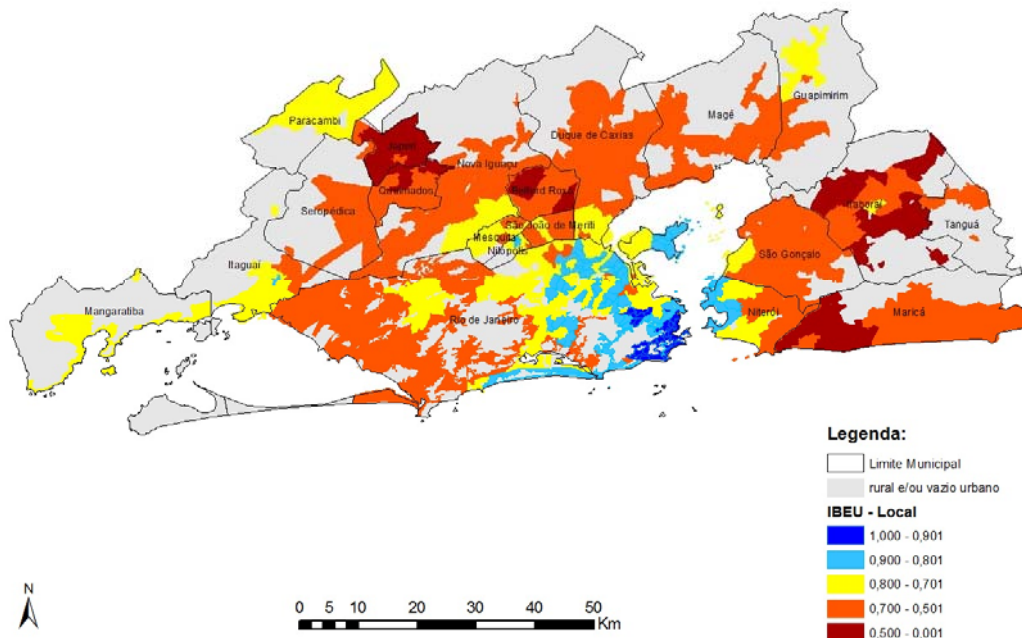 Guapimirim
Magé
Paracambi
Duque de Caxias
Japeri
Nova Iguaçu
Queimados
Belford Roxo
Itaboraí
Seropédica
São João de Meriti
Tanguá
Mesquita
Nilópolis
São Gonçalo
Itaguaí
Mangaratiba
Rio de Janeiro
Niterói
Maricá
Legenda:
Limite Municipal
rural e/ou vazio urbano
IBEU - Local
1,000 - 0,901
0,900 - 0,801
0,800 - 0,701
0,700 - 0,501
0,500 - 0,001
N
0 5 10 20 30 40 50
Km